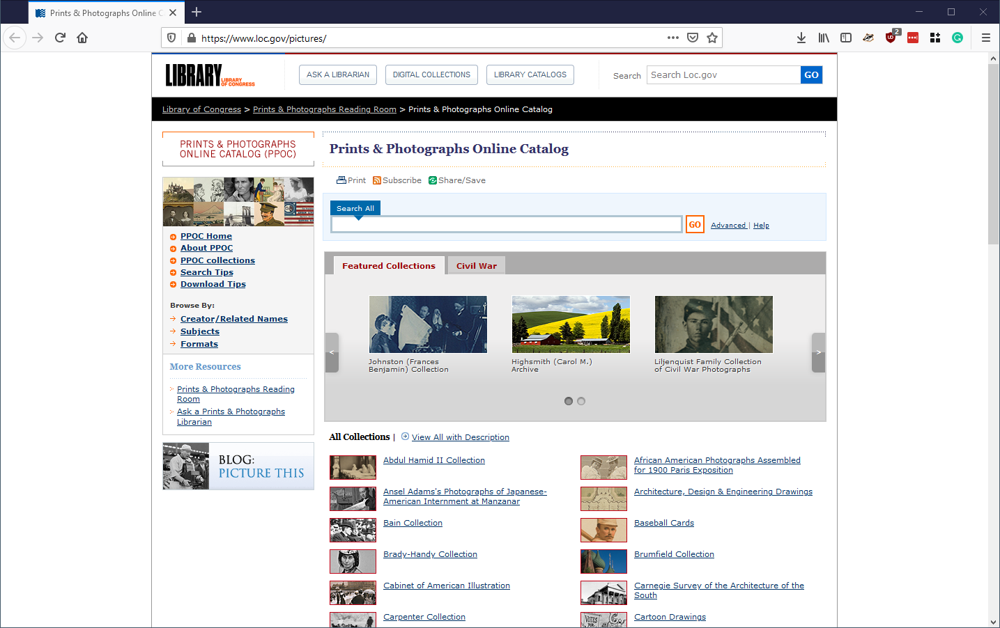 Prints & Photographs Online C
https://www.loc.gov/pictures/
2
LIBRARY
LIBRARY
OF CONGRESS
ASK A LIBRARIAN
DIGITAL COLLECTIONS
LIBRARY CATALOGS
Search
Search Loc.gov
GO
Library of Congress > Prints & Photographs Reading Room > Prints & Photographs Online Catalog
PRINTS & PHOTOGRAPHS
ONLINE CATALOG (PPOC)
PPOC Home
About PPOC
PPOC collections
Search Tips
Download Tips
Browse By:
Creator/Related Names
Subjects
Formats
More Resources
Prints & Photographs Reading
Room
Ask a Prints & Photographs
Librarian
BLOG:
PICTURE THIS
Prints & Photographs Online Catalog
Print
Subscribe
Share/Save
Search All
GO
Advanced | Help
Featured Collections
Civil War
<
Johnston (Frances
Benjamin) Collection
Highsmith (Carol M.)
Archive
Liljenquist Family Collection
of Civil War Photographs
>
All Collections | View All with Description
Abdul Hamid II Collection
African American Photographs Assembled
for 1900 Paris Exposition
Ansel Adams's Photographs of Japanese-
American Internment at Manzanar
Architecture, Design & Engineering Drawings
Bain Collection
Baseball Cards
Brady-Handy Collection
Brumfield Collection
Cabinet of American Illustration
Carnegie Survey of the Architecture of the
South
Carpenter Collection
VOTES
Cartoon Drawings